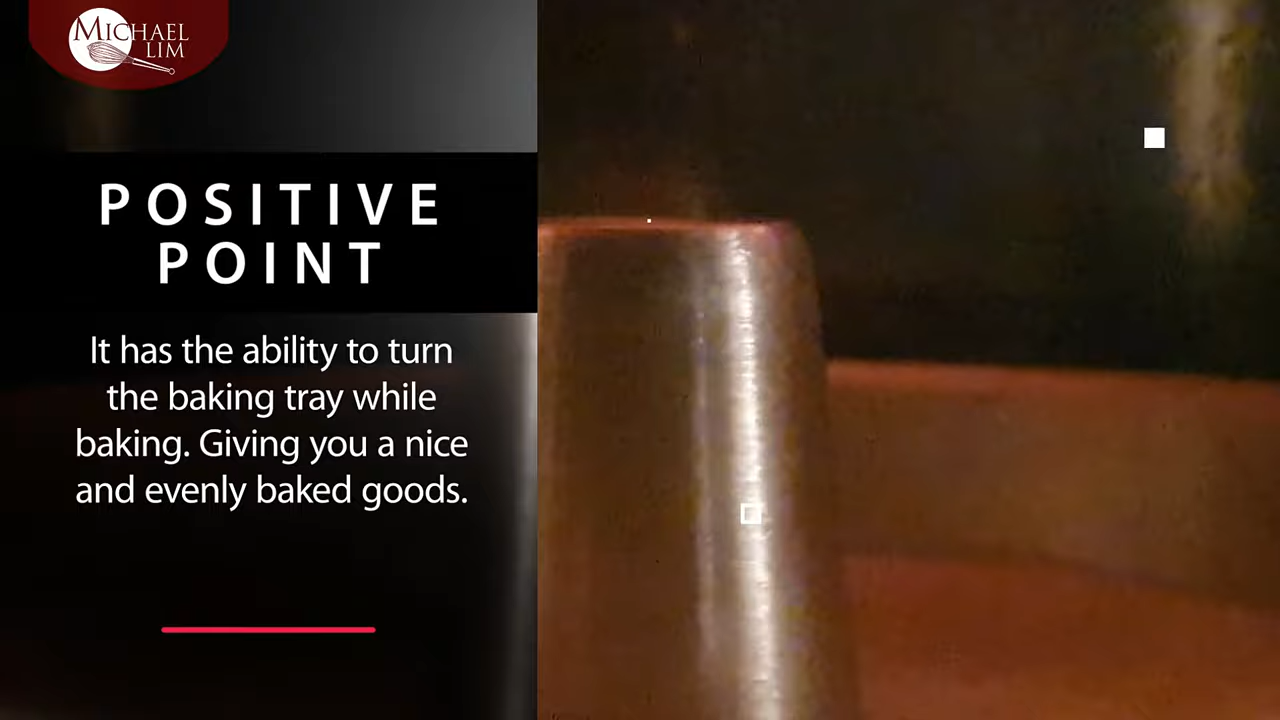 MICHAEL
LIM
POSITIVE
POINT
It has the ability to turn
the baking tray while
baking. Giving you a nice
and evenly baked goods.